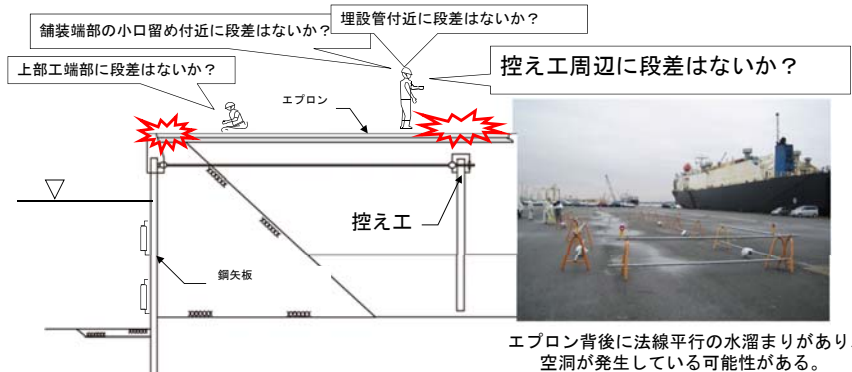 舗装端部の小口留め付近に段差はないか？
埋設管付近に段差はないか？
上部工端部に段差はないか？
控え工周辺に段差はないか？
エプロン
控え工
鋼矢板
エプロン背後に法線平行の水溜まりがあり、
空洞が発生している可能性がある。